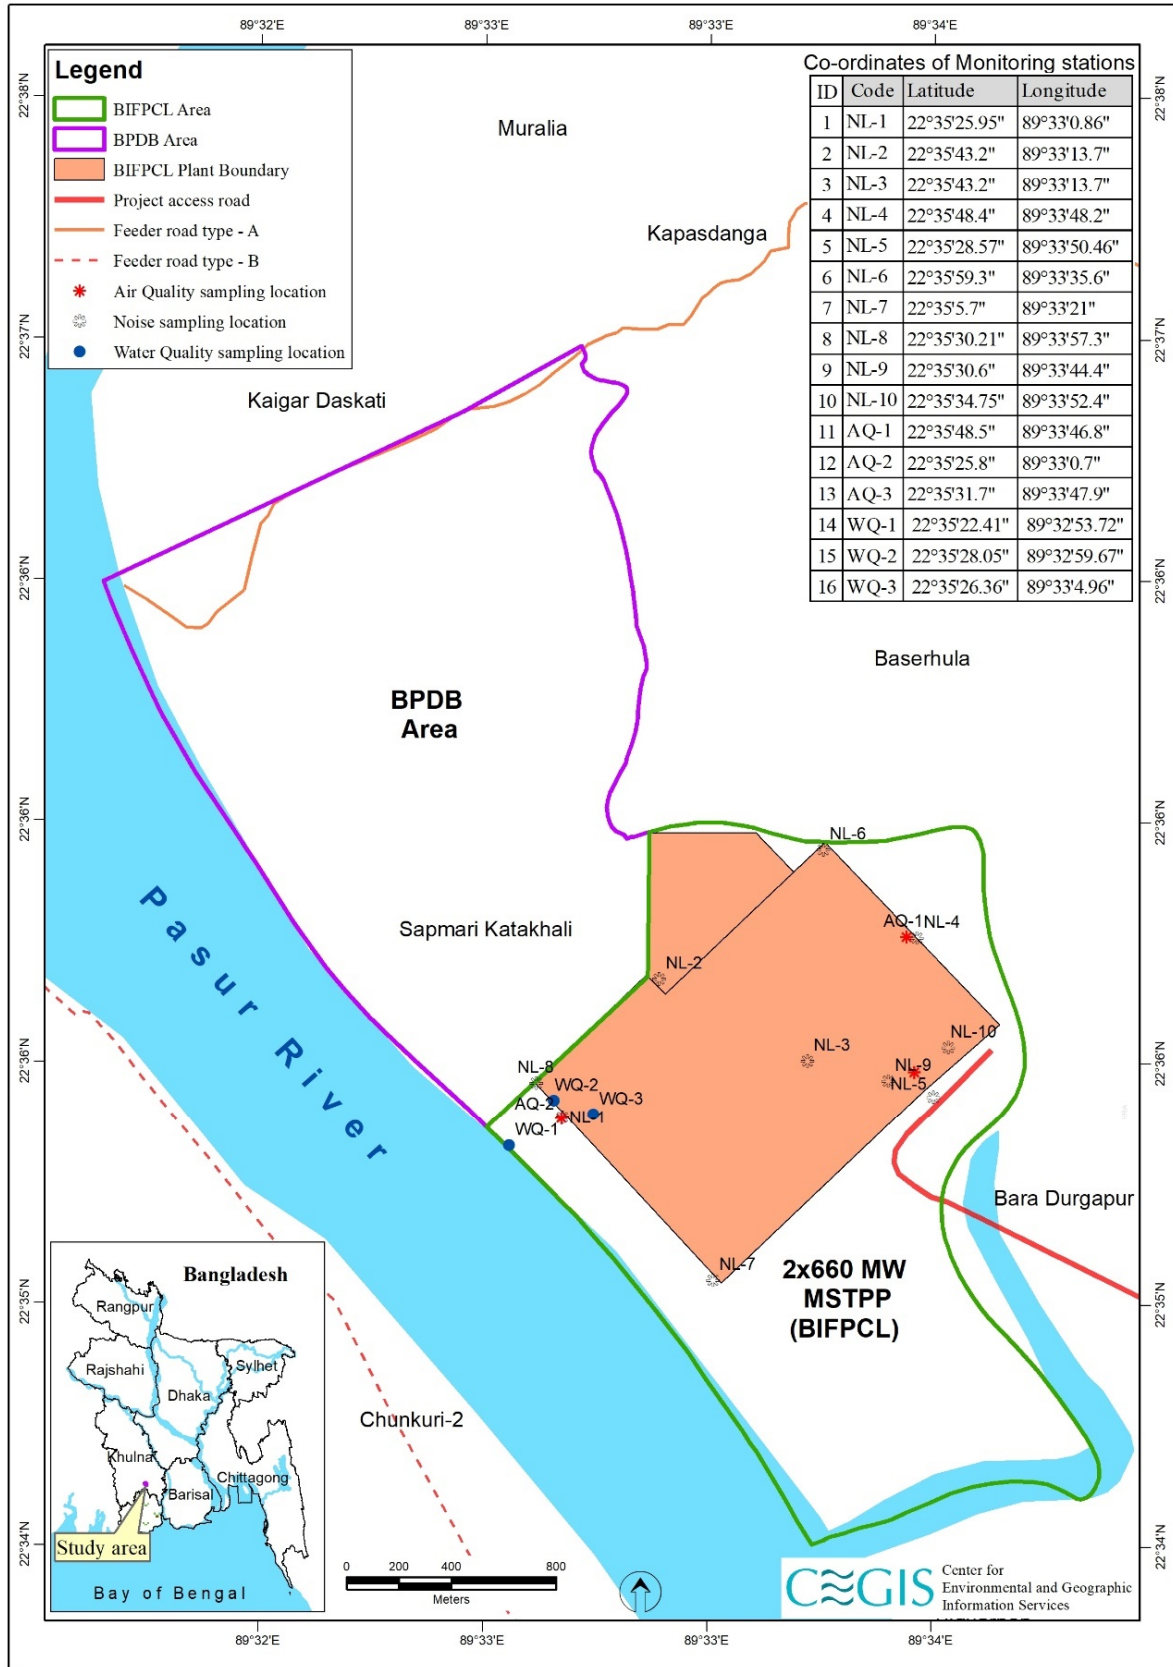 89°32'E 89°33'E 89°33'E 89°34'E
Legend
BIFPCL Area
BPDB Area
BIFPCL Plant Boundary
Project access road
Feeder road type - A
Feeder road type - B
Air Quality sampling location
Noise sampling location
Water Quality sampling location
Co-ordinates of Monitoring stations
ID Code Latitude Longitude
1 NL-1 22°35'25.95" 89°33'0.86"
2 NL-2 22°35'43.2" 89°33'13.7"
3 NL-3 22°35'43.2" 89°33'13.7"
4 NL-4 22°35'48.4" 89°33'48.2"
5 NL-5 22°35'28.57" 89°33'50.46"
6 NL-6 22°35'59.3" 89°33'35.6"
7 NL-7 22°35'5.7" 89°33'21"
8 NL-8 22°35'30.21" 89°33'57.3"
9 NL-9 22°35'30.6" 89°33'44.4"
10 NL-10 22°35'34.75" 89°33'52.4"
11 AQ-1 22°35'48.5" 89°33'46.8"
12 AQ-2 22°35'25.8" 89°33'0.7"
13 AQ-3 22°35'31.7" 89°33'47.9"
14 WQ-1 22°35'22.41" 89°32'53.72"
15 WQ-2 22°35'28.05" 89°32'59.67"
16 WQ-3 22°35'26.36" 89°33'4.96"
22°38'N 22°38'N
22°37'N 22°37'N
22°36'N 22°36'N
22°36'N 22°36'N
22°36'N 22°36'N
22°35'N 22°35'N
22°34'N 22°34'N
Muralia
Kapasdanga
Kaigar Daskati
Baserhula
BPDB
Area
NL-6
Pasur River
Sapmari Katakhali
AQ-1 NL-4
NL-2
NL-10
NL-3
NL-9
NL-8
NL-5
WQ-2
WQ-3
AQ-2
NL-1
WQ-1
Bara Durgapur
NL-7
2x660 MW
MSTPP
(BIFPCL)
Chunkuri-2
Bangladesh
Rangpur
Rajshahi
Sylhet
Dhaka
Khulna
Chittagong
Barisal
Study area
Bay of Bengal
0 200 400 800
Meters
CEGIS
Center for
Environmental and Geographic
Information Services
89°32'E 89°33'E 89°33'E 89°34'E